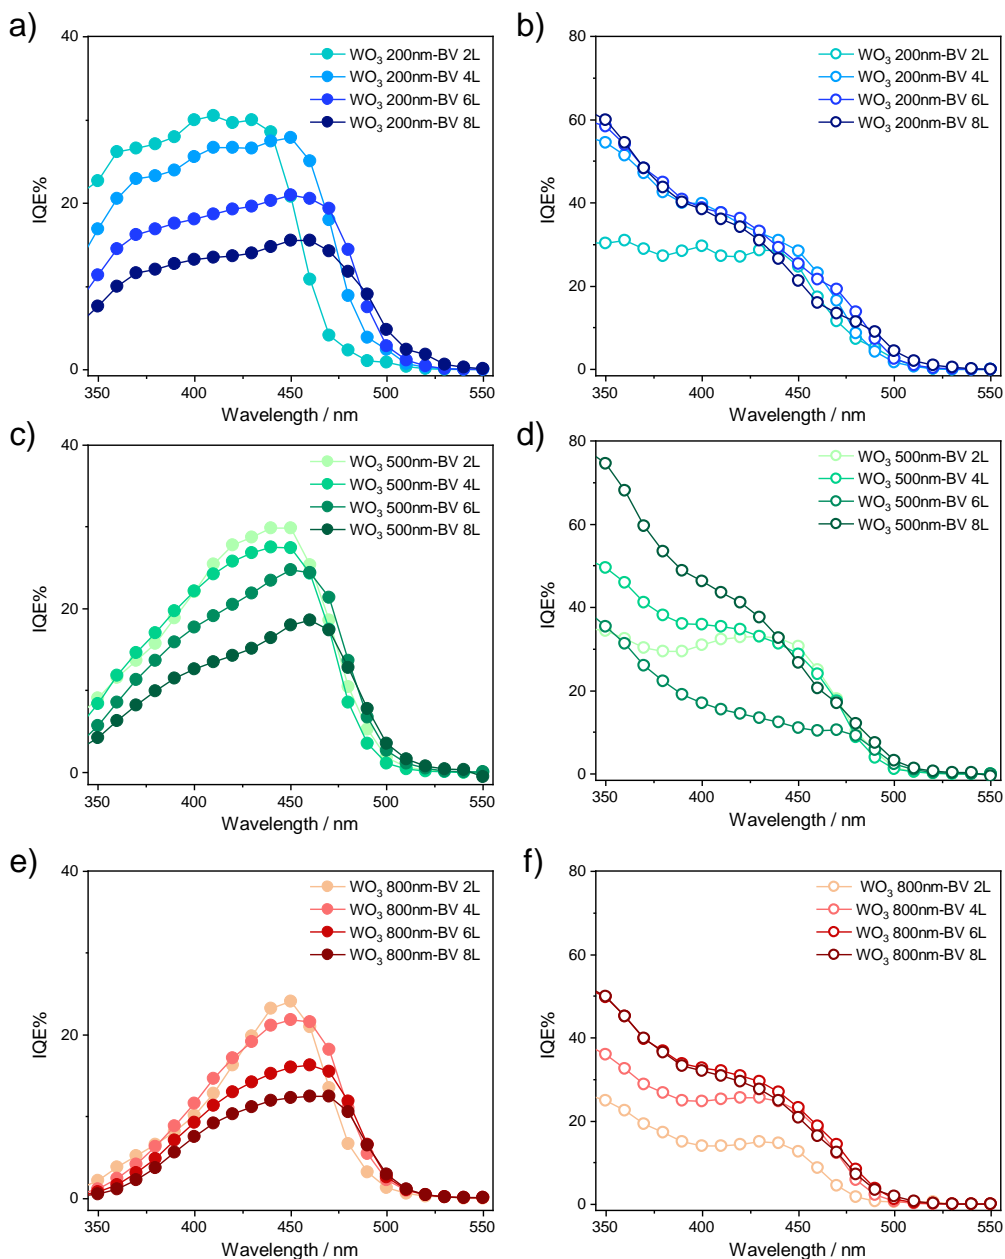 a)
40
20
0
IQE%
350 400 450 500 550
Wavelength / nm
WO3 200nm-BV 2L
WO3 200nm-BV 4L
WO3 200nm-BV 6L
WO3 200nm-BV 8L
b)
80
60
40
20
0
IQE%
350 400 450 500 550
Wavelength / nm
WO3 200nm-BV 2L
WO3 200nm-BV 4L
WO3 200nm-BV 6L
WO3 200nm-BV 8L
c)
40
20
0
IQE%
350 400 450 500 550
Wavelength / nm
WO3 500nm-BV 2L
WO3 500nm-BV 4L
WO3 500nm-BV 6L
WO3 500nm-BV 8L
d)
80
60
40
20
0
IQE%
350 400 450 500 550
Wavelength / nm
WO3 500nm-BV 2L
WO3 500nm-BV 4L
WO3 500nm-BV 6L
WO3 500nm-BV 8L
e)
40
20
0
IQE%
350 400 450 500 550
Wavelength / nm
WO3 800nm-BV 2L
WO3 800nm-BV 4L
WO3 800nm-BV 6L
WO3 800nm-BV 8L
f)
80
60
40
20
0
IQE%
350 400 450 500 550
Wavelength / nm
WO3 800nm-BV 2L
WO3 800nm-BV 4L
WO3 800nm-BV 6L
WO3 800nm-BV 8L